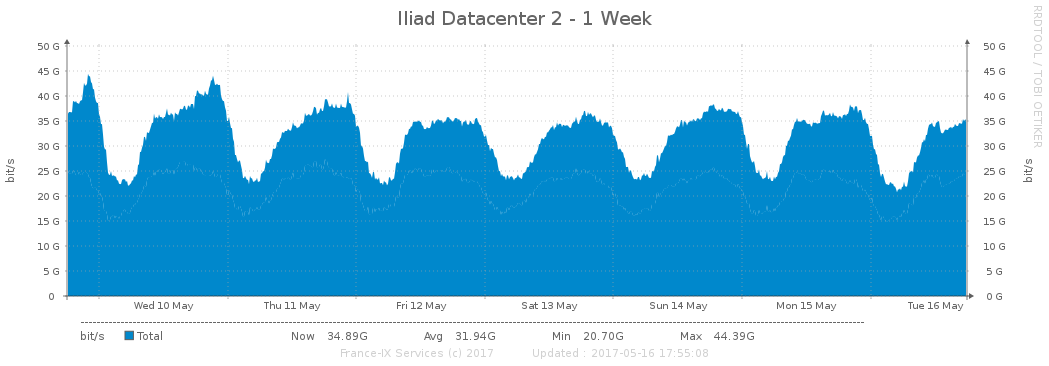 Iliad Datacenter 2 - 1 Week
RRDTOOL / TOBI OETIKER
50 G 50 G
45 G 45 G
40 G 40 G
35 G 35 G
30 G 30 G
25 G 25 G
20 G 20 G
15 G 15 G
10 G 10 G
5 G 5 G
0 0 G
bit/s bit/s
Wed 10 May Thu 11 May Fri 12 May Sat 13 May Sun 14 May Mon 15 May Tue 16 May
bit/s Total Now 34.89G Avg 31.94G Min 20.70G Max 44.39G
France-IX Services (c) 2017 Updated : 2017-05-16 17:55:08